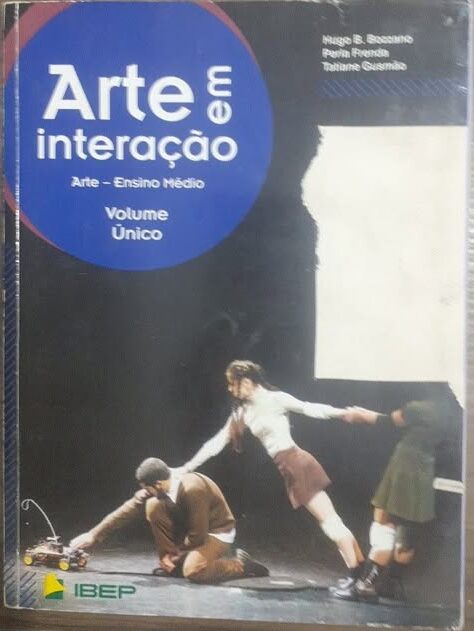 Hugo B. Bozzano
Perla Frenda
Tatiane Gusmão
Arte em
interação
Arte – Ensino Médio
Volume
Único
IBEP